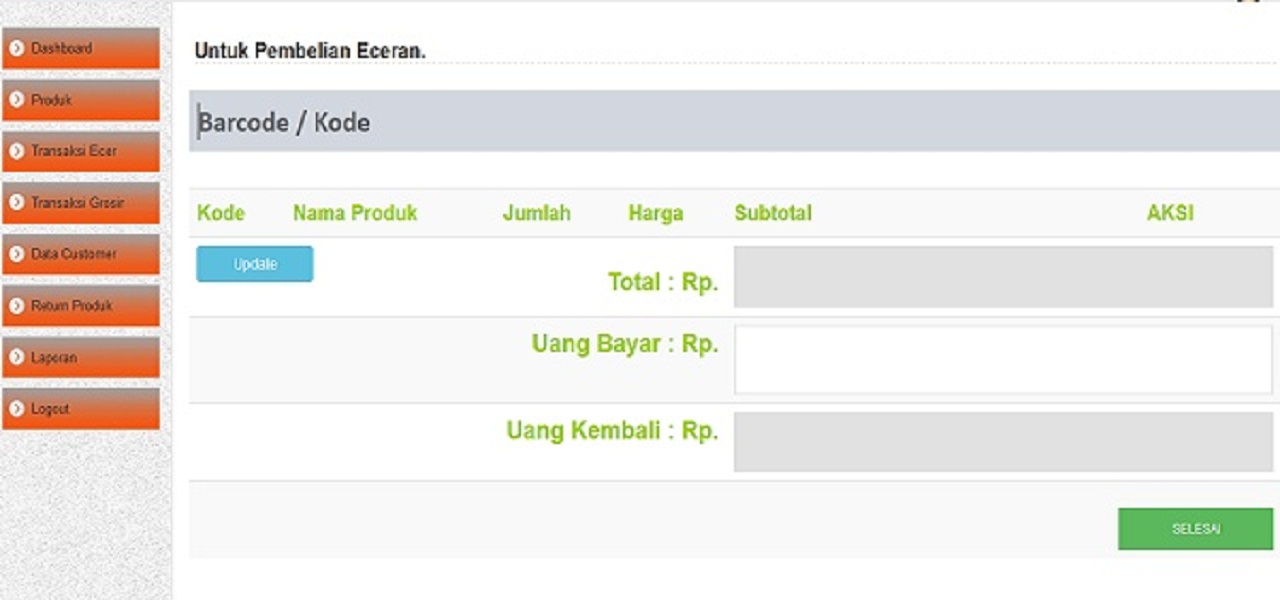 Dashboard
Produk
Transaksi Ecer
Transaksi Grosir
Data Customer
Return Produk
Laporan
Logout
Untuk Pembelian Eceran.
Barcode / Kode
Kode Nama Produk Jumlah Harga Subtotal AKSI
Update
Total : Rp.
Uang Bayar : Rp.
Uang Kembali : Rp.
SELESAI